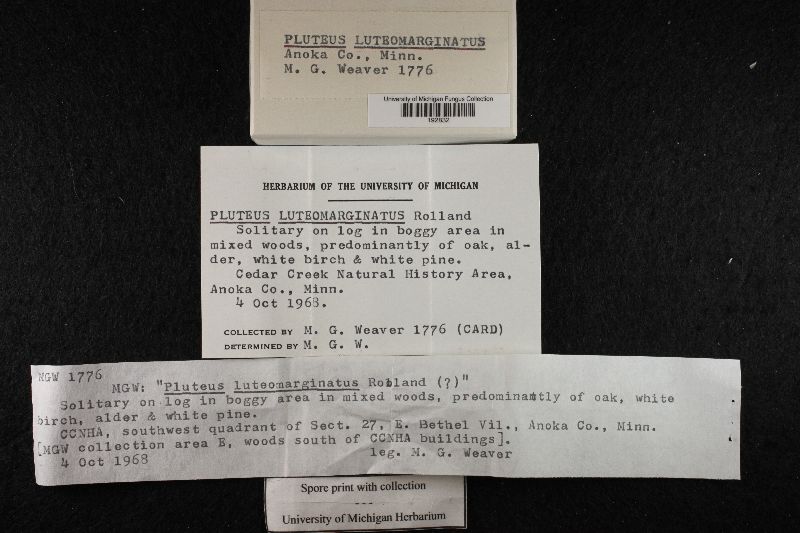 PLUTEUS LUTEOMARGINATUS
Anoka Co., Minn.
M. G. Weaver 1776
University of Michigan Fungus Collection
192832
HERBARIUM OF THE UNIVERSITY OF MICHIGAN
PLUTEUS LUTEOMARGINATUS Rolland
Solitary on log in boggy area in
mixed woods, predominantly of oak, al-
der, white birch & white pine.
Cedar Creek Natural History Area,
Anoka Co., Minn.
4 Oct 1968.
COLLECTED BY M. G. Weaver 1776 (CARD)
DETERMINED BY M. G. W.
MGW 1776
MGW: "Pluteus luteomarginatus Rolland (?)"
Solitary on log in boggy area in mixed woods, predominantly of oak, white
birch, alder & white pine.
CCNHA, southwest quadrant of Sect. 27, E. Bethel Vil., Anoka Co., Minn.
[MGW collection area E, woods south of CCNHA buildings].
4 Oct 1968
leg. M. G. Weaver
Spore print with collection
---
University of Michigan Herbarium